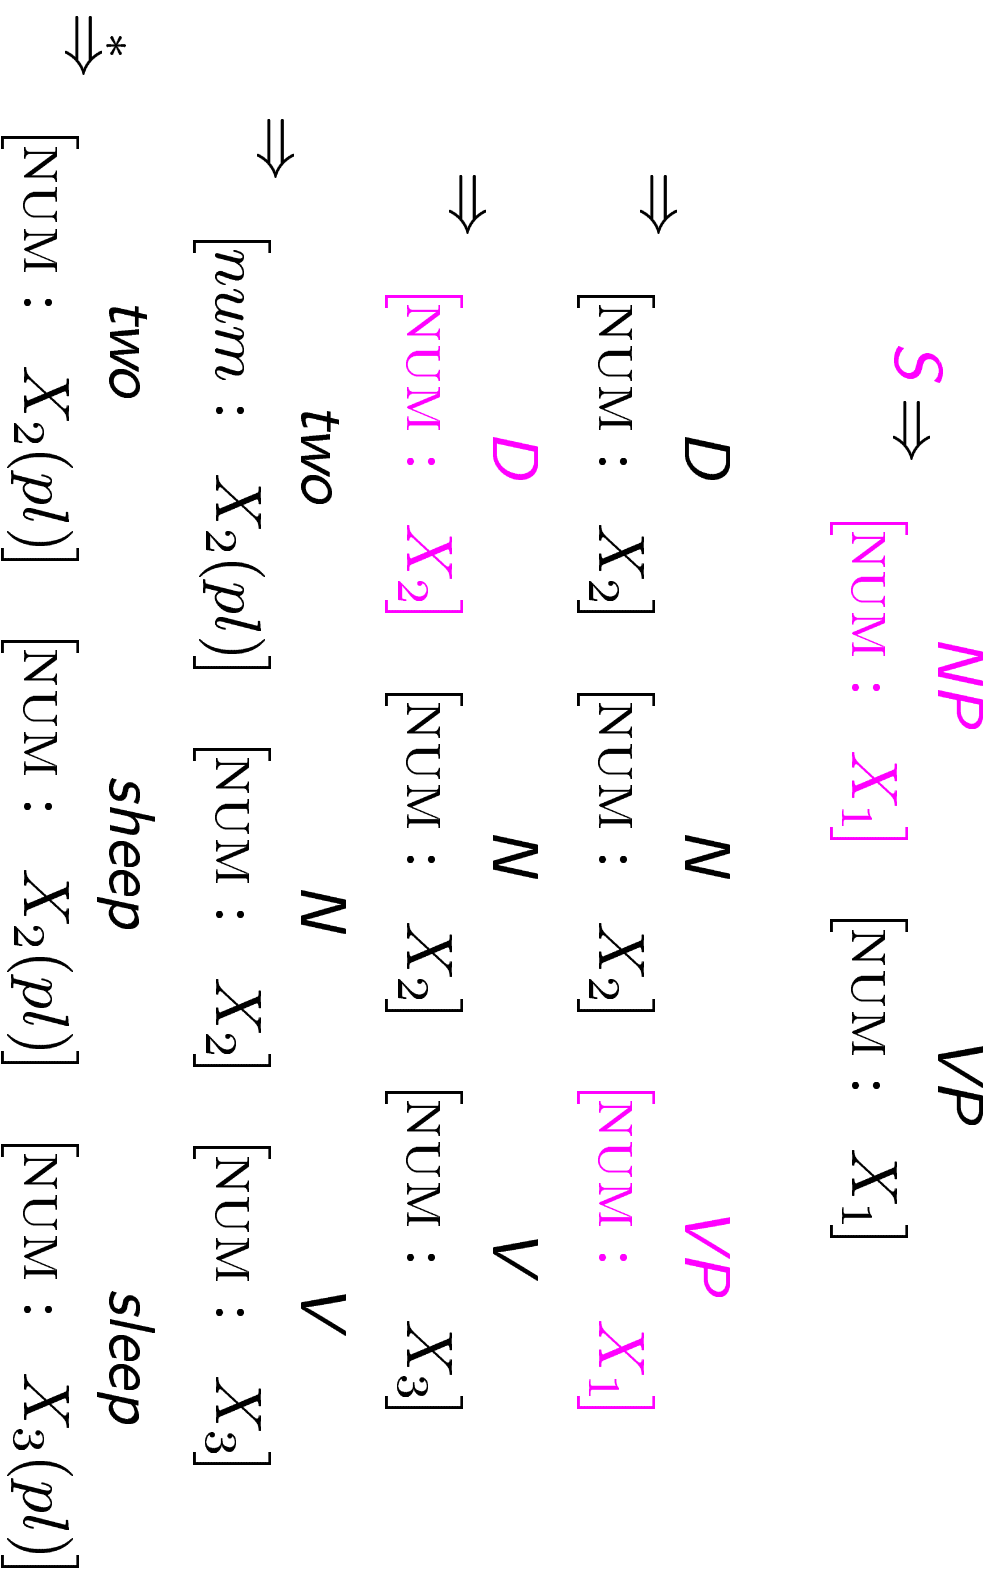 NP VP
S ⇒ [NUM : X₁] [NUM : X₁]
D N VP
⇒ [NUM : X₂] [NUM : X₂] [NUM : X₁]
D N V
⇒ [NUM : X₂] [NUM : X₂] [NUM : X₃]
two N V
⇒ [num : X₂(pl)] [NUM : X₂] [NUM : X₃]
two sheep sleep
⇒* [NUM : X₂(pl)] [NUM : X₂(pl)] [NUM : X₃(pl)]